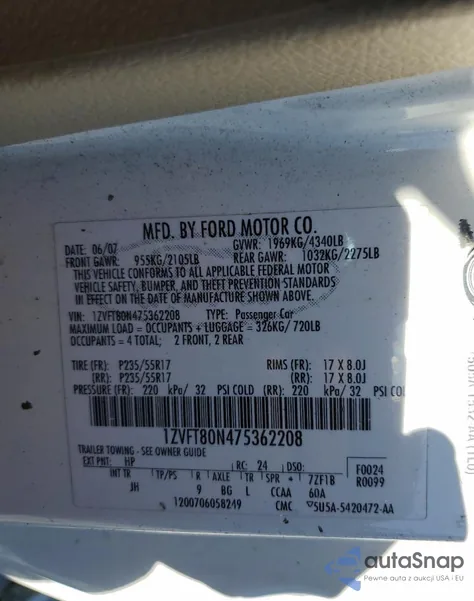 MFD. BY FORD MOTOR CO.
DATE: 06/07 GVWR: 1969KG/4340LB
FRONT GAWR: 955KG/2105LB REAR GAWR: 1032KG/2275LB
THIS VEHICLE CONFORMS TO ALL APPLICABLE FEDERAL MOTOR
VEHICLE SAFETY, BUMPER, AND THEFT PREVENTION STANDARDS
IN EFFECT ON THE DATE OF MANUFACTURE SHOWN ABOVE.
VIN: 1ZVFT80N475362208 TYPE: Passenger Car
MAXIMUM LOAD = OCCUPANTS + LUGGAGE = 326KG/720LB
OCCUPANTS = 4 TOTAL; 2 FRONT, 2 REAR
TIRE (FR): P235/55R17 RIMS (FR): 17 X 8.0J
(RR): P235/55R17 (RR): 17 X 8.0J
PRESSURE (FR): 220 kPa/ 32 PSI COLD (RR): 220 kPa/ 32 PSI COLD
1ZVFT80N475362208
TRAILER TOWING - SEE OWNER GUIDE
EXT PNT: HP RC: 24 DSO: F0024
INT TR TP/PS R AXLE TR SPR + 7ZF1B R0099
JH 9 BG L CCAA 60A
1200706058249 CMC 5U5A-5420472-AA
autoSnap
Pewne auta z USA i EU